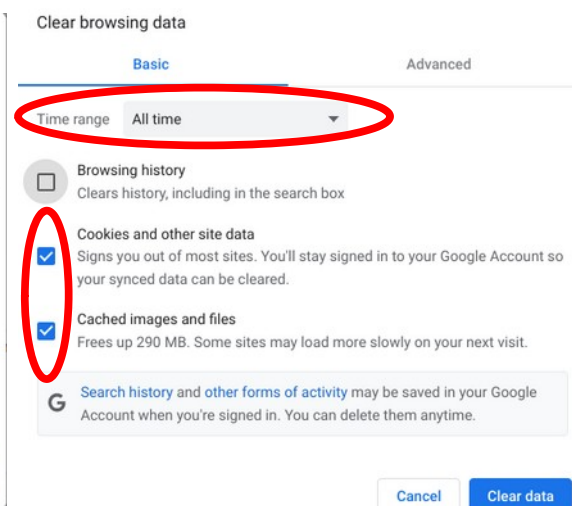 Clear browsing data
Basic Advanced
Time range All time
Browsing history
Clears history, including in the search box
Cookies and other site data
Signs you out of most sites. You'll stay signed in to your Google Account so
your synced data can be cleared.
Cached images and files
Frees up 290 MB. Some sites may load more slowly on your next visit.
G Search history and other forms of activity may be saved in your Google
Account when you're signed in. You can delete them anytime.
Cancel Clear data